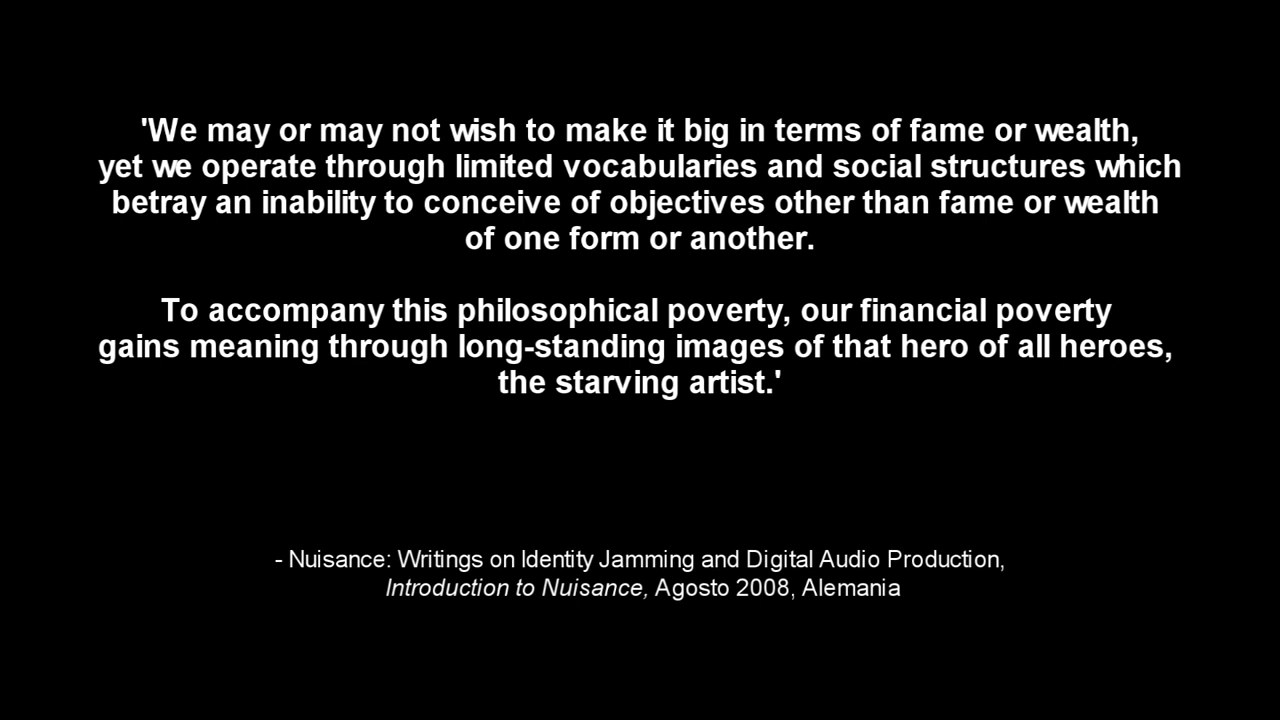 'We may or may not wish to make it big in terms of fame or wealth,
yet we operate through limited vocabularies and social structures which
betray an inability to conceive of objectives other than fame or wealth
of one form or another.
To accompany this philosophical poverty, our financial poverty
gains meaning through long-standing images of that hero of all heroes,
the starving artist.'
- Nuisance: Writings on Identity Jamming and Digital Audio Production,
Introduction to Nuisance, Agosto 2008, Alemania